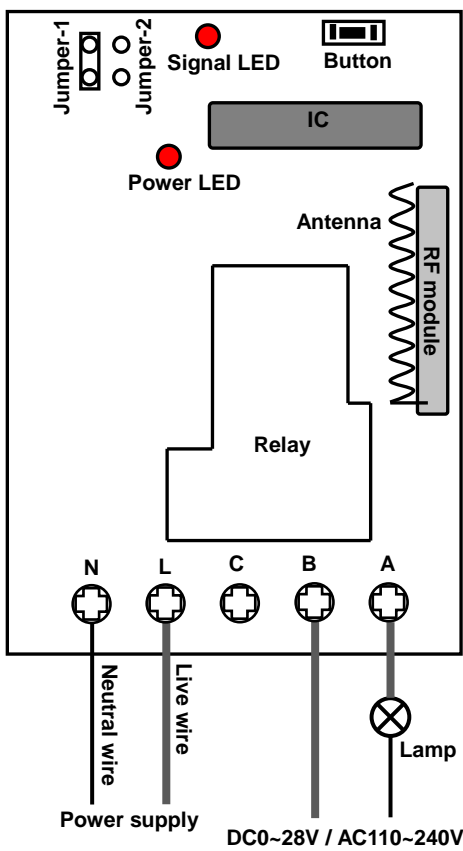 Jumper-1
Jumper-2
Signal LED
Button
IC
Power LED
Antenna
RF module
Relay
N
L
C
B
A
Neutral wire
Live wire
Lamp
Power supply
DC0~28V / AC110~240V